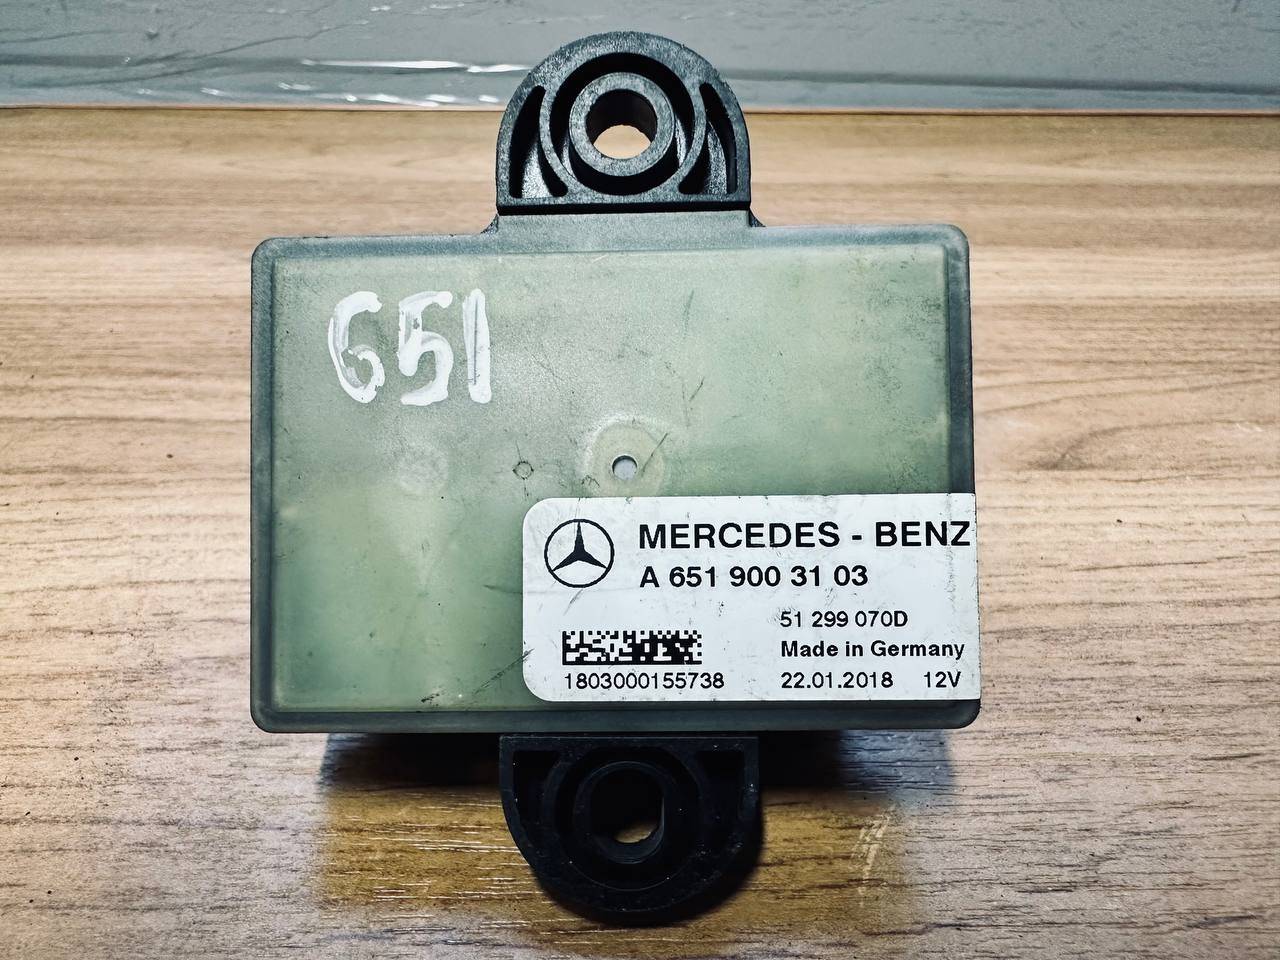 651
MERCEDES - BENZ
A 651 900 31 03
51 299 070D
Made in Germany
1803000155738
22.01.2018 12V